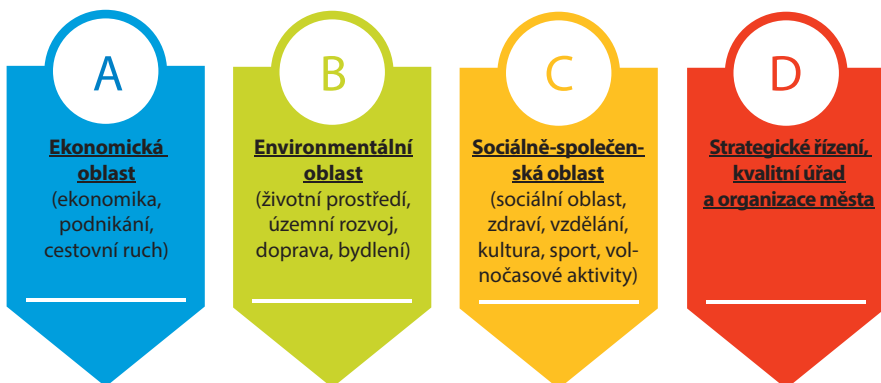 A
Ekonomická
oblast
(ekonomika,
podnikání,
cestovní ruch)
B
Environmentální
oblast
(životní prostředí,
územní rozvoj,
doprava, bydlení)
C
Sociálně-společen-
ská oblast
(sociální oblast,
zdraví, vzdělání,
kultura, sport, vol-
nočasové aktivity)
D
Strategické řízení,
kvalitní úřad
a organizace města